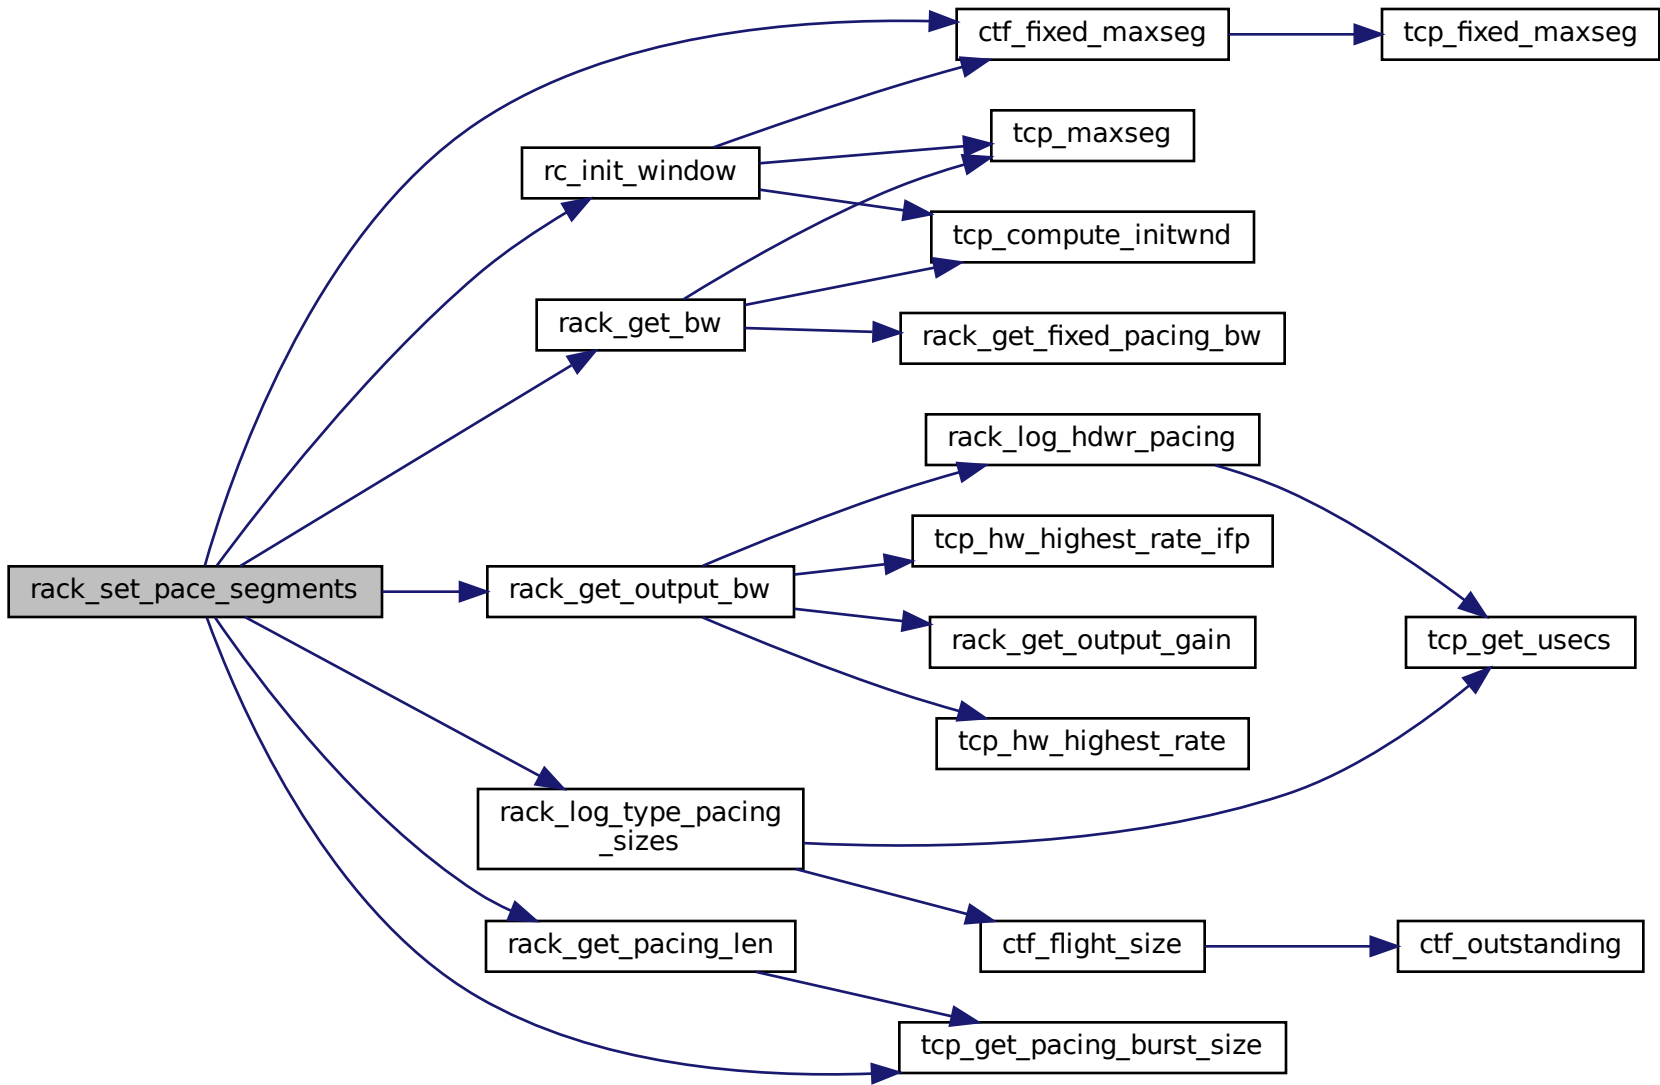 ctf_fixed_maxseg
tcp_fixed_maxseg
tcp_maxseg
rc_init_window
tcp_compute_initwnd
rack_get_bw
rack_get_fixed_pacing_bw
rack_log_hdwr_pacing
tcp_hw_highest_rate_ifp
rack_set_pace_segments
rack_get_output_bw
rack_get_output_gain
tcp_get_usecs
tcp_hw_highest_rate
rack_log_type_pacing
_sizes
rack_get_pacing_len
ctf_flight_size
ctf_outstanding
tcp_get_pacing_burst_size